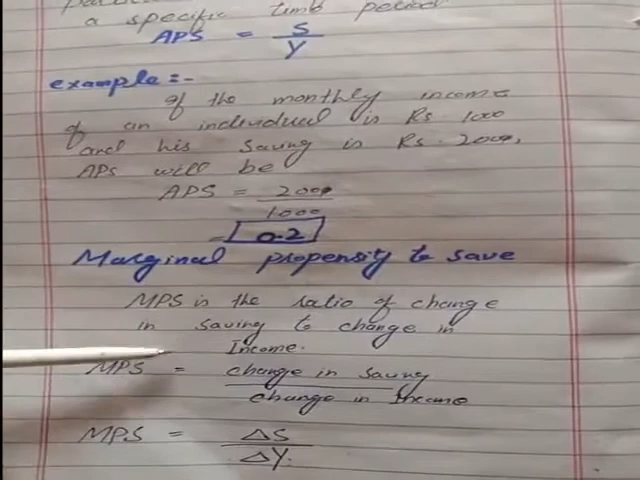 a specific time period
APS = S
Y
example:-
If the monthly income
of an individual is Rs 1000
and his saving is Rs. 200,
APS will be
APS = 200
1000
= 0.2
Marginal propensity to save
MPS is the ratio of change
in saving to change in
Income.
MPS = change in saving
change in Income
MPS = ΔS
ΔY.